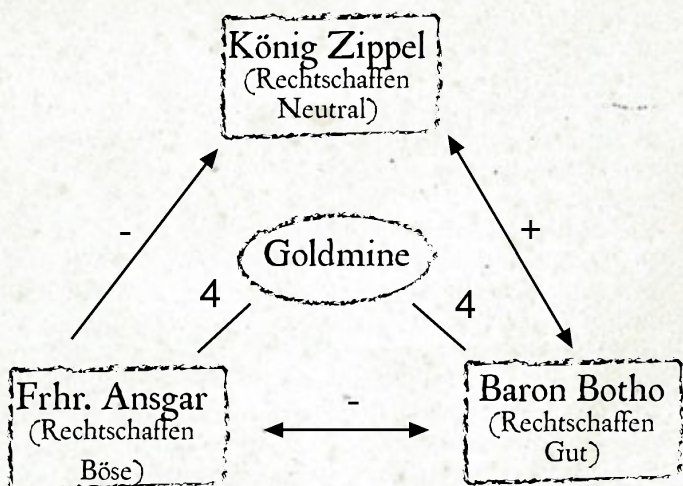 König Zippel
(Rechtschaffen
Neutral)
-
+
Goldmine
4
4
Frhr. Ansgar
(Rechtschaffen
Böse)
-
Baron Botho
(Rechtschaffen
Gut)